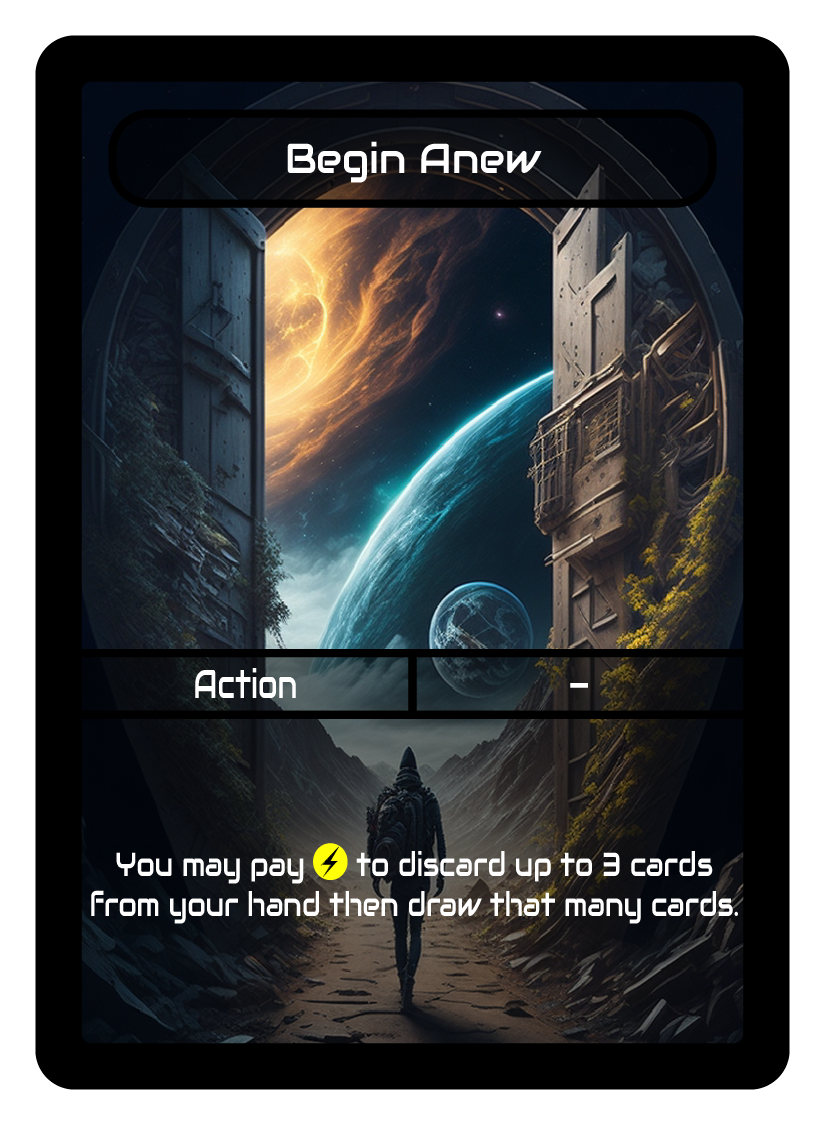 Begin Anew
Action
–
You may pay to discard up to 3 cards
from your hand then draw that many cards.